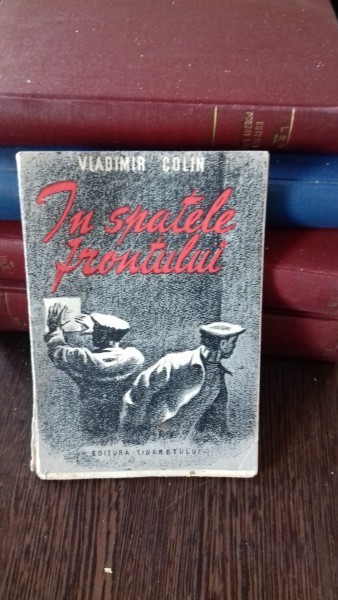 VLADIMIR COLIN
In spatele
frontului
EDITURA TINERETULUI